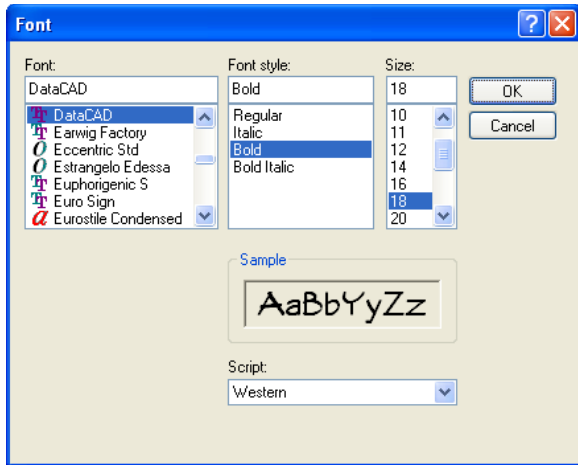 Font
Font:
DataCAD
DataCAD
Earwig Factory
Eccentric Std
Estrangelo Edessa
Euphorigenic S
Euro Sign
Eurostile Condensed
Font style:
Bold
Regular
Italic
Bold
Bold Italic
Size:
18
10
11
12
14
16
18
20
OK
Cancel
Sample
AaBbYyZz
Script:
Western